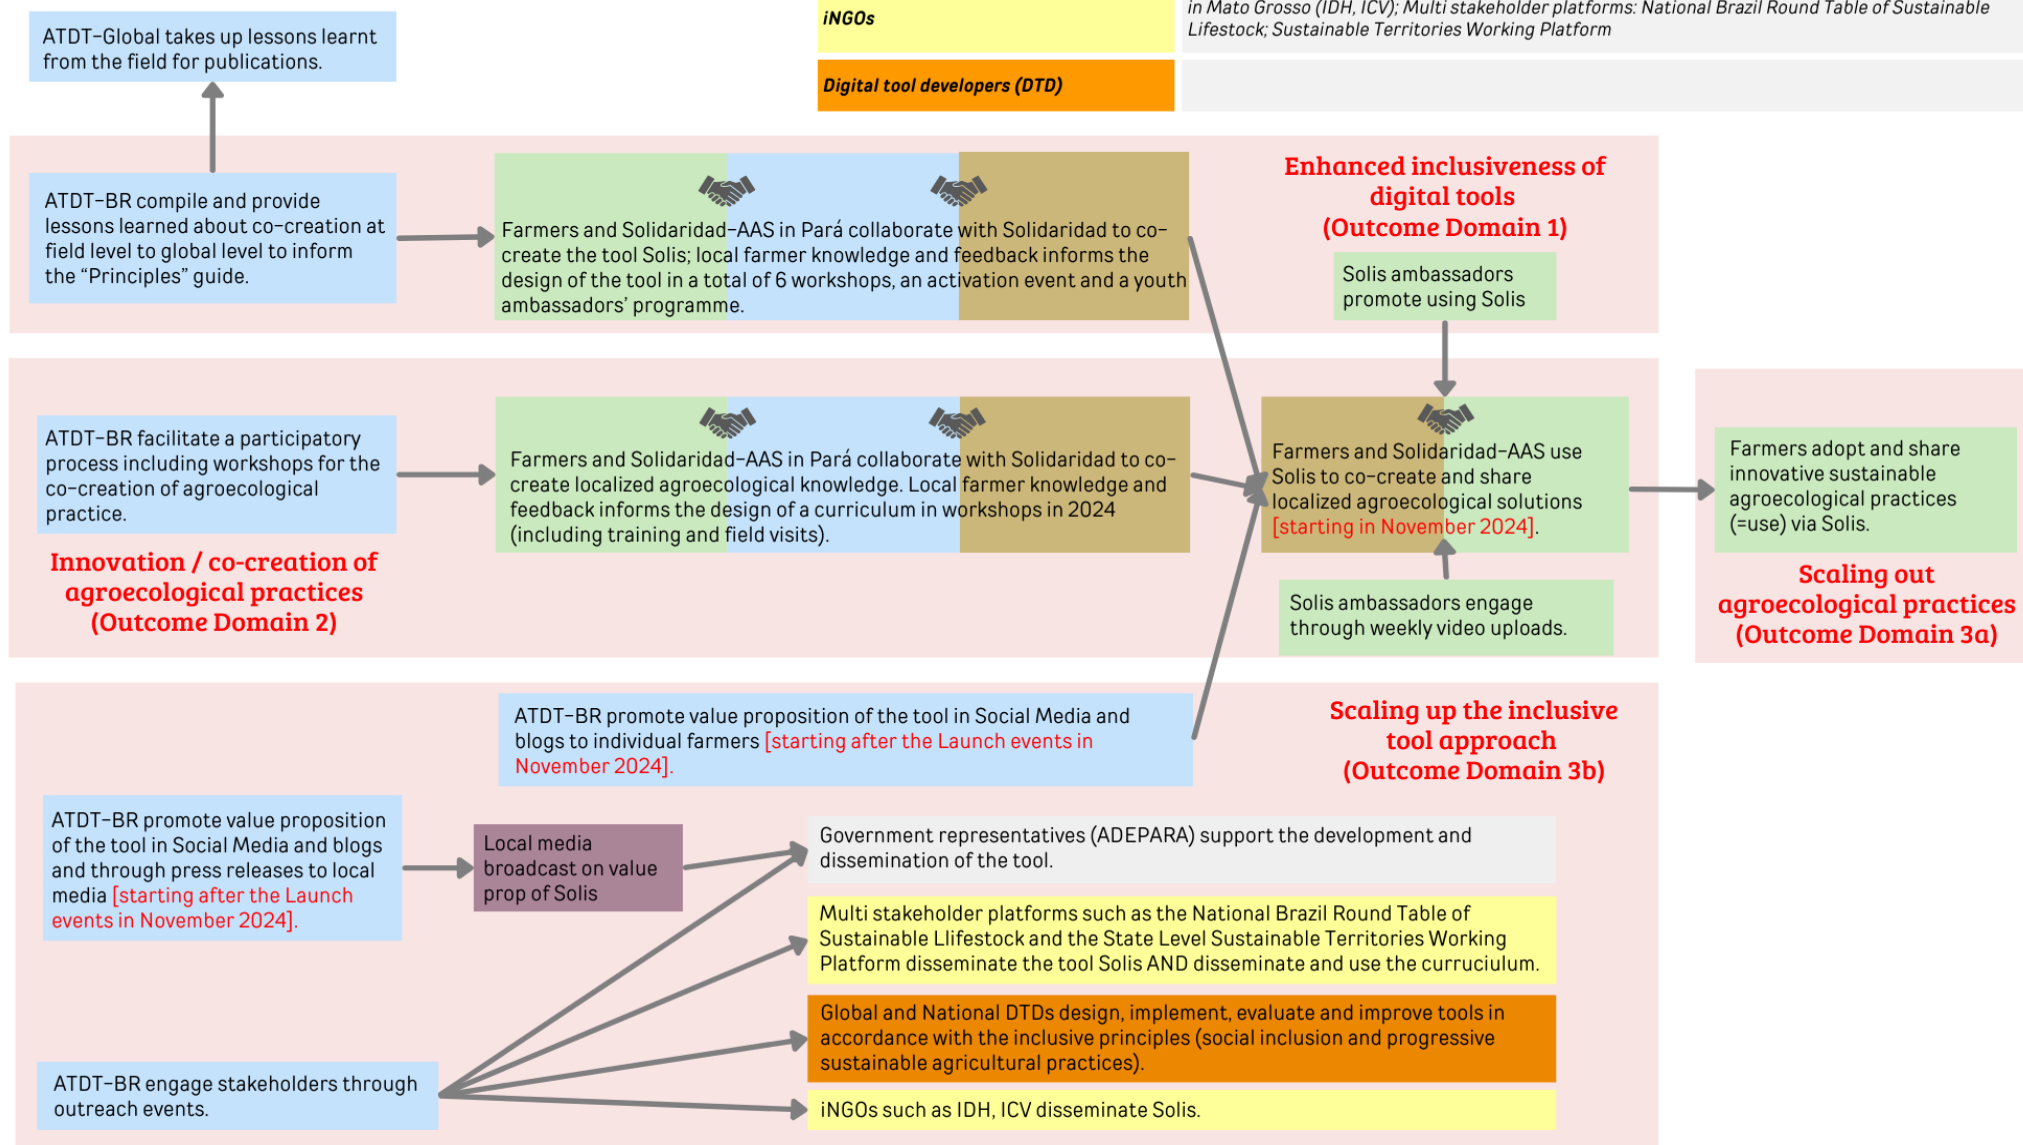 iNGOs
in Mato Grosso (IDH, ICV); Multi stakeholder platforms: National Brazil Round Table of Sustainable
Lifestock; Sustainable Territories Working Platform
Digital tool developers (DTD)
ATDT-Global takes up lessons learnt
from the field for publications.
ATDT-BR compile and provide
lessons learned about co-creation at
field level to global level to inform
the “Principles” guide.
Farmers and Solidaridad-AAS in Pará collaborate with Solidaridad to co-
create the tool Solis; local farmer knowledge and feedback informs the
design of the tool in a total of 6 workshops, an activation event and a youth
ambassadors’ programme.
Enhanced inclusiveness of
digital tools
(Outcome Domain 1)
Solis ambassadors
promote using Solis
ATDT-BR facilitate a participatory
process including workshops for the
co-creation of agroecological
practice.
Innovation / co-creation of
agroecological practices
(Outcome Domain 2)
Farmers and Solidaridad-AAS in Pará collaborate with Solidaridad to co-
create localized agroecological knowledge. Local farmer knowledge and
feedback informs the design of a curriculum in workshops in 2024
(including training and field visits).
Farmers and Solidaridad-AAS use
Solis to co-create and share
localized agroecological solutions
[starting in November 2024].
Solis ambassadors engage
through weekly video uploads.
Farmers adopt and share
innovative sustainable
agroecological practices
(=use) via Solis.
Scaling out
agroecological practices
(Outcome Domain 3a)
ATDT-BR promote value proposition of the tool in Social Media and
blogs to individual farmers [starting after the Launch events in
November 2024].
Scaling up the inclusive
tool approach
(Outcome Domain 3b)
ATDT-BR promote value proposition
of the tool in Social Media and blogs
and through press releases to local
media [starting after the Launch
events in November 2024].
Local media
broadcast on value
prop of Solis
Government representatives (ADEPARA) support the development and
dissemination of the tool.
Multi stakeholder platforms such as the National Brazil Round Table of
Sustainable Llifestock and the State Level Sustainable Territories Working
Platform disseminate the tool Solis AND disseminate and use the curruciulum.
Global and National DTDs design, implement, evaluate and improve tools in
accordance with the inclusive principles (social inclusion and progressive
sustainable agricultural practices).
ATDT-BR engage stakeholders through
outreach events.
iNGOs such as IDH, ICV disseminate Solis.